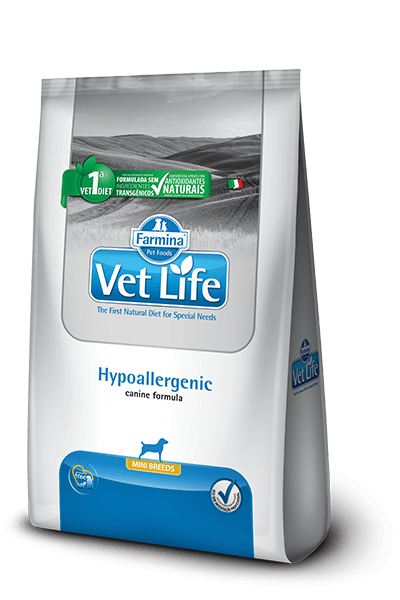 1ª
VET DIET
FORMULADA SEM
INGREDIENTES
TRANSGÊNICOS
ANTIOXIDANTES
NATURAIS
Farmina
Pet Foods
Vet Life
The First Natural Diet for Special Needs
Hypoallergenic
canine formula
MINI BREEDS
Vet Life